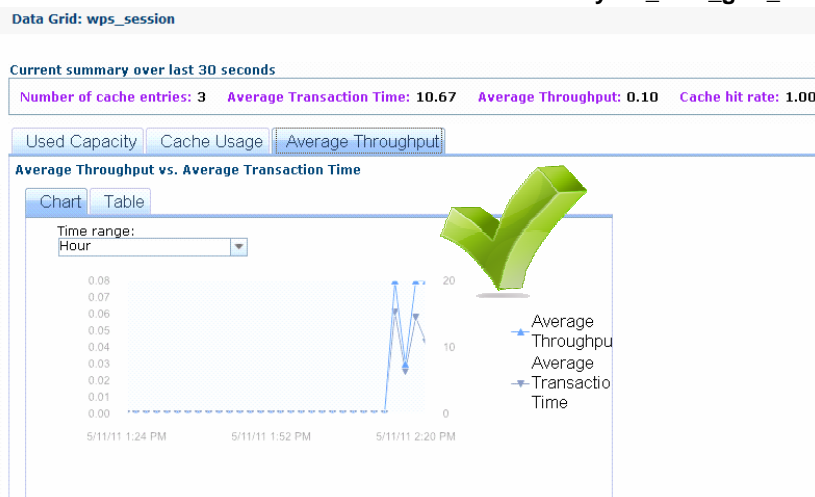 Data Grid: wps_session
Current summary over last 30 seconds
Number of cache entries: 3 Average Transaction Time: 10.67 Average Throughput: 0.10 Cache hit rate: 1.00
Used Capacity Cache Usage Average Throughput
Average Throughput vs. Average Transaction Time
Chart Table
Time range:
Hour
0.08 20
0.07
0.06
0.05
0.04 10
0.03
0.02
0.01
0.00 0
5/11/11 1:24 PM 5/11/11 1:52 PM 5/11/11 2:20 PM
Average
Throughpu
Average
Transactio
Time